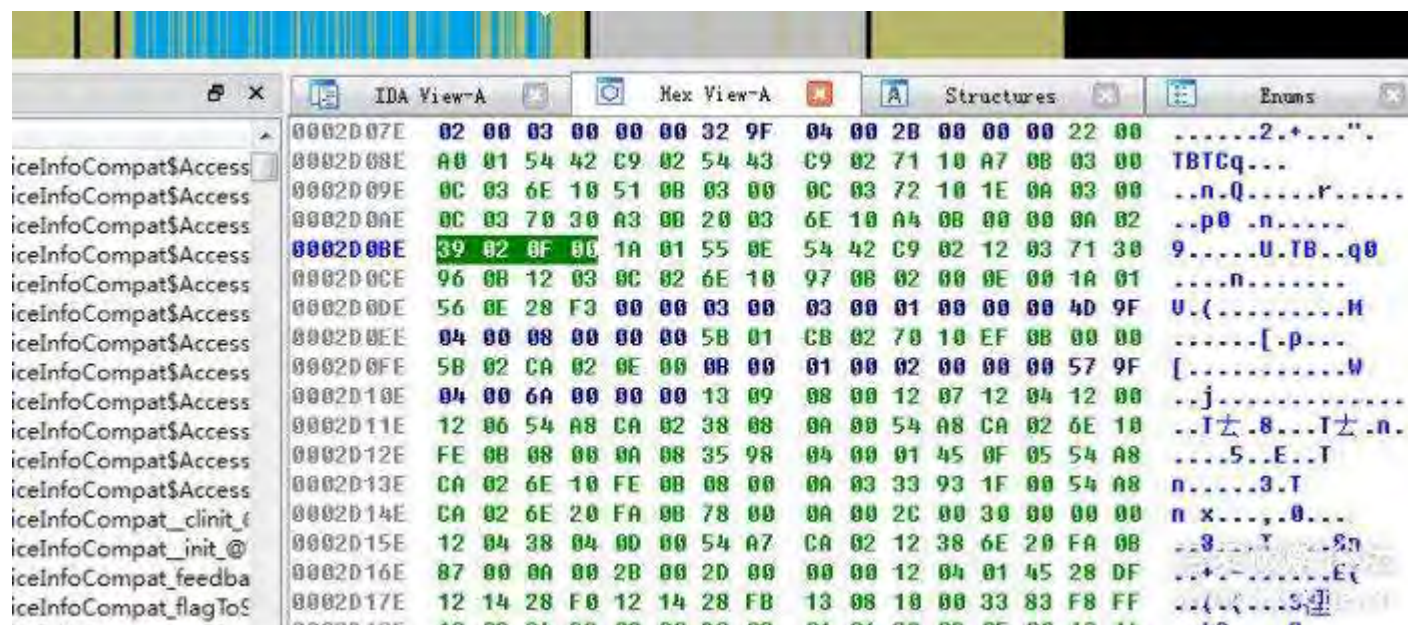 IDA View-A Hex View-A Structures Enums
0002D07E 02 00 03 00 00 00 32 9F 04 00 2B 00 00 00 22 00 ......2.+...".
iceInfoCompat$Access 0002D08E A0 01 54 42 C9 02 54 43 C9 02 71 10 A7 0B 03 00 TBTCq...
iceInfoCompat$Access 0002D09E 0C 03 6E 10 51 0B 03 00 0C 03 72 10 1E 0A 03 00 ..n.Q.....r.....
iceInfoCompat$Access 0002D0AE 0C 03 70 30 A3 0B 20 03 6E 10 A4 0B 00 00 0A 02 ..p0 .n.....
iceInfoCompat$Access 0002D0BE 39 02 0F 00 1A 01 55 0E 54 42 C9 02 12 03 71 30 9.....U.TB..q0
iceInfoCompat$Access 0002D0CE 96 0B 12 03 0C 02 6E 10 97 0B 02 00 0E 00 1A 01 ....n.......
iceInfoCompat$Access 0002D0DE 56 0E 28 F3 00 00 03 00 03 00 01 00 00 00 4D 9F V.(.........M
iceInfoCompat$Access 0002D0EE 04 00 08 00 00 00 5B 01 CB 02 70 10 EF 0B 00 00 ......[.p...
iceInfoCompat$Access 0002D0FE 5B 02 CA 02 0E 00 0B 00 01 00 02 00 00 00 57 9F [...........W
iceInfoCompat$Access 0002D10E 04 00 6A 00 00 00 13 09 08 00 12 07 12 04 12 00 ..j.............
iceInfoCompat$Access 0002D11E 12 06 54 A8 CA 02 38 08 0A 00 54 A8 CA 02 6E 10 ..T士.8...T士.n.
iceInfoCompat$Access 0002D12E FE 0B 08 00 0A 08 35 98 04 00 01 45 0F 05 54 A8 ....5..E..T
iceInfoCompat$Access 0002D13E CA 02 6E 10 FE 0B 08 00 0A 03 33 93 1F 00 54 A8 n.....3.T
iceInfoCompat__clinit_ 0002D14E CA 02 6E 20 FA 0B 78 00 0A 00 2C 00 30 00 00 00 n x...,.0...
iceInfoCompat_init_@ 0002D15E 12 04 38 04 0D 00 54 A7 CA 02 12 38 6E 20 FA 0B
iceInfoCompat_feedba 0002D16E 87 00 0A 00 2B 00 2D 00 00 00 12 04 01 45 28 DF ..+.-.......E(
iceInfoCompat_flagToS 0002D17E 12 14 28 F0 12 14 28 FB 13 08 10 00 33 83 F8 FF